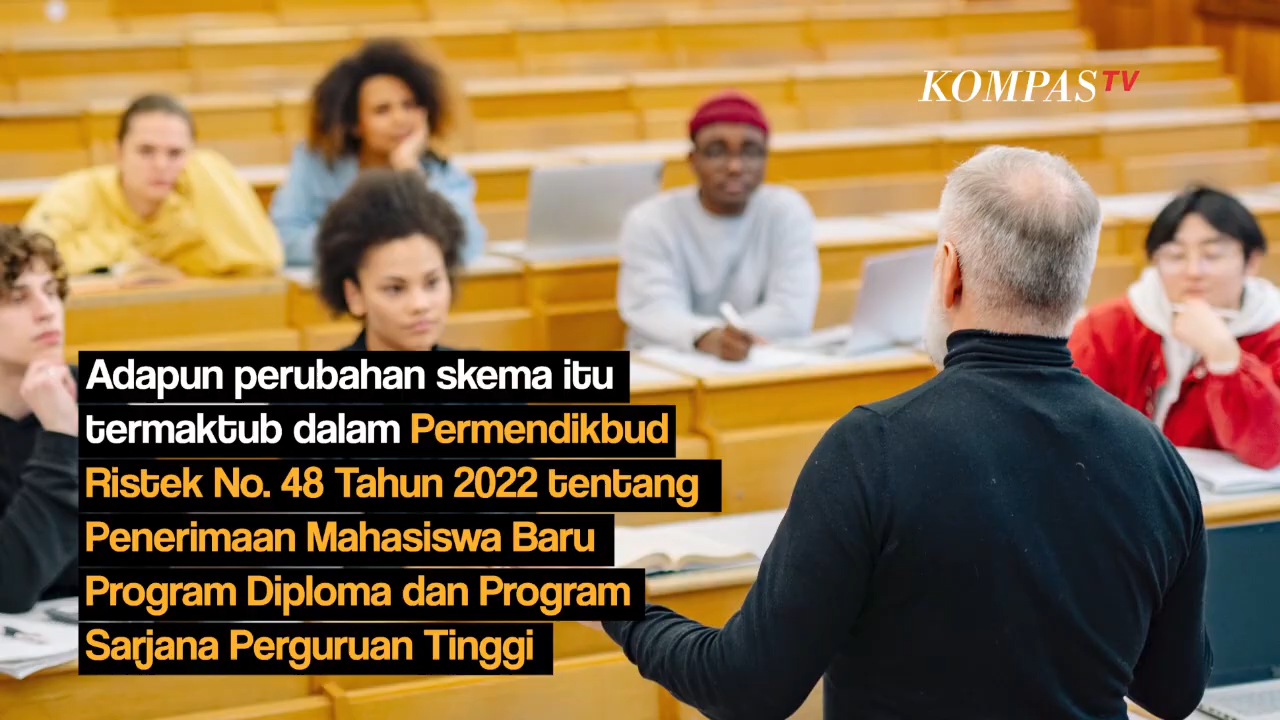 KOMPASTV
Adapun perubahan skema itu
termaktub dalam Permendikbud
Ristek No. 48 Tahun 2022 tentang
Penerimaan Mahasiswa Baru
Program Diploma dan Program
Sarjana Perguruan Tinggi